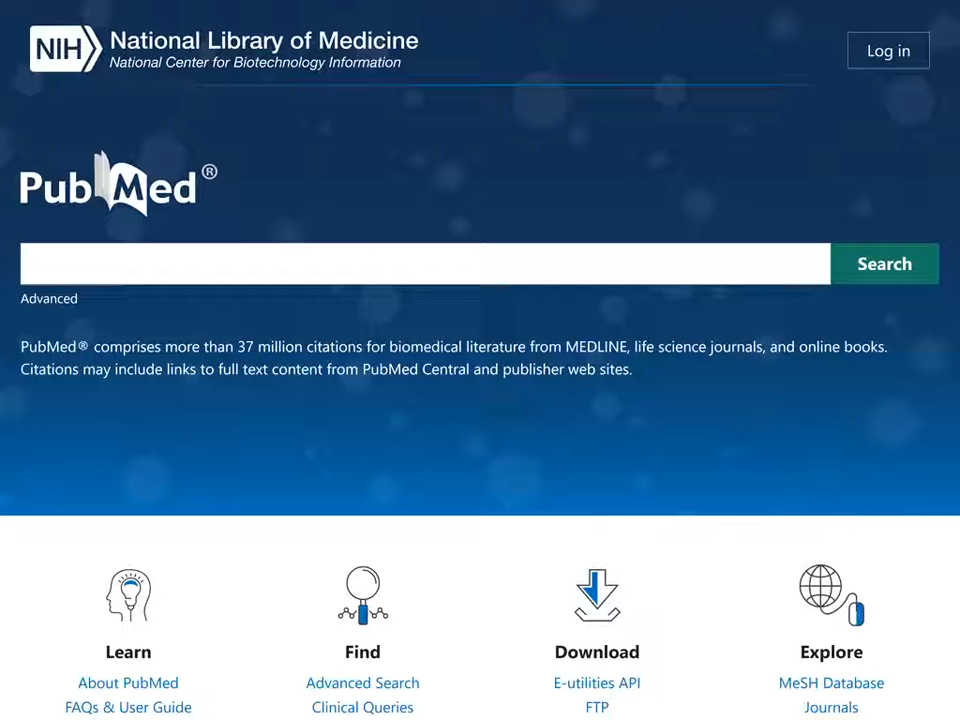 NIH National Library of Medicine
National Center for Biotechnology Information
Log in
PubMed®
Search
Advanced
PubMed® comprises more than 37 million citations for biomedical literature from MEDLINE, life science journals, and online books.
Citations may include links to full text content from PubMed Central and publisher web sites.
Learn
About PubMed
FAQs & User Guide
Find
Advanced Search
Clinical Queries
Download
E-utilities API
FTP
Explore
MeSH Database
Journals